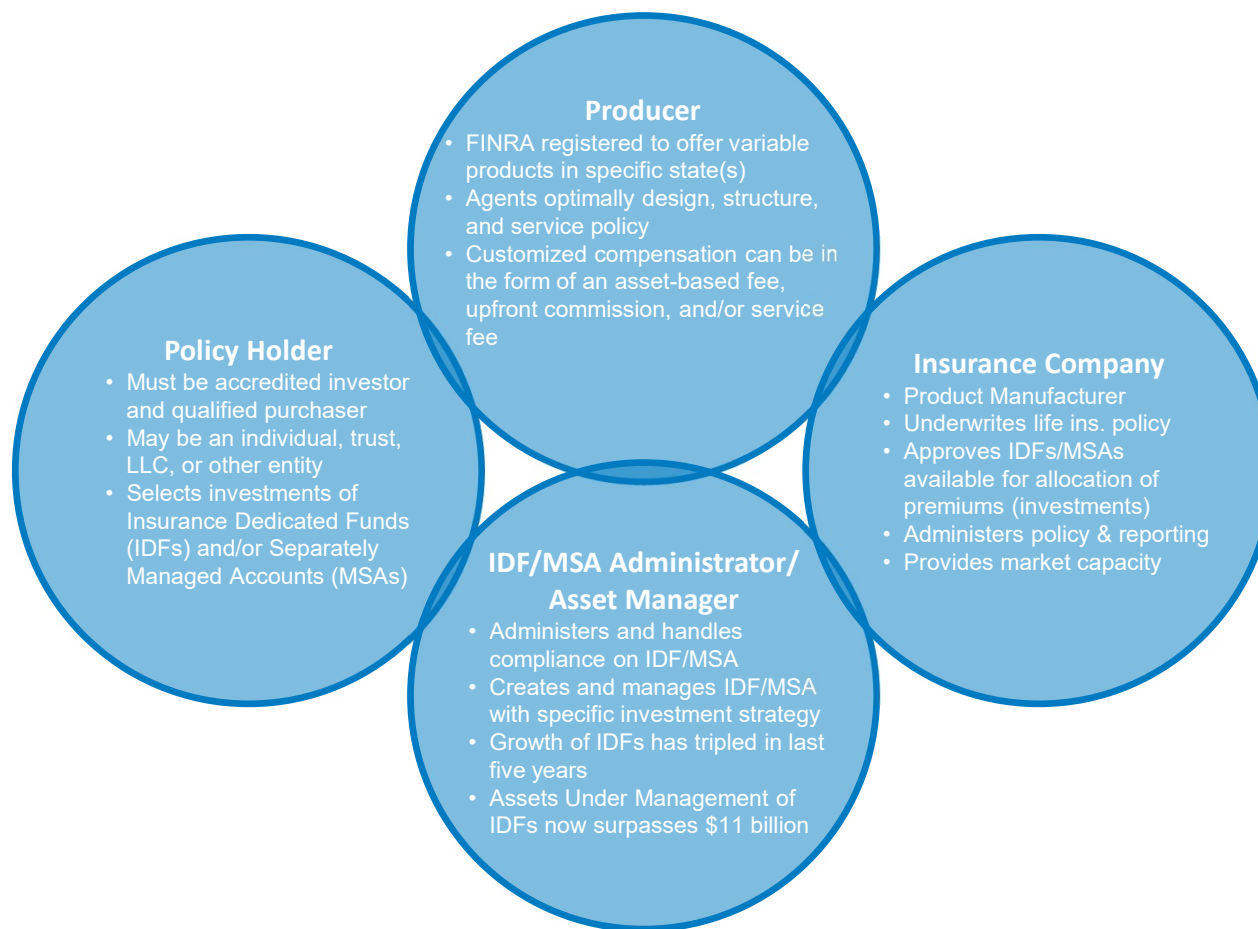 Producer
• FINRA registered to offer variable
products in specific state(s)
• Agents optimally design, structure,
and service policy
• Customized compensation can be in
the form of an asset-based fee,
upfront commission, and/or service
fee
Policy Holder
• Must be accredited investor
and qualified purchaser
• May be an individual, trust,
LLC, or other entity
• Selects investments of
Insurance Dedicated Funds
(IDFs) and/or Separately
Managed Accounts (MSAs)
Insurance Company
• Product Manufacturer
• Underwrites life ins. policy
• Approves IDFs/MSAs
available for allocation of
premiums (investments)
• Administers policy & reporting
• Provides market capacity
IDF/MSA Administrator/
Asset Manager
• Administers and handles
compliance on IDF/MSA
• Creates and manages IDF/MSA
with specific investment strategy
• Growth of IDFs has tripled in last
five years
• Assets Under Management of
IDFs now surpasses $11 billion